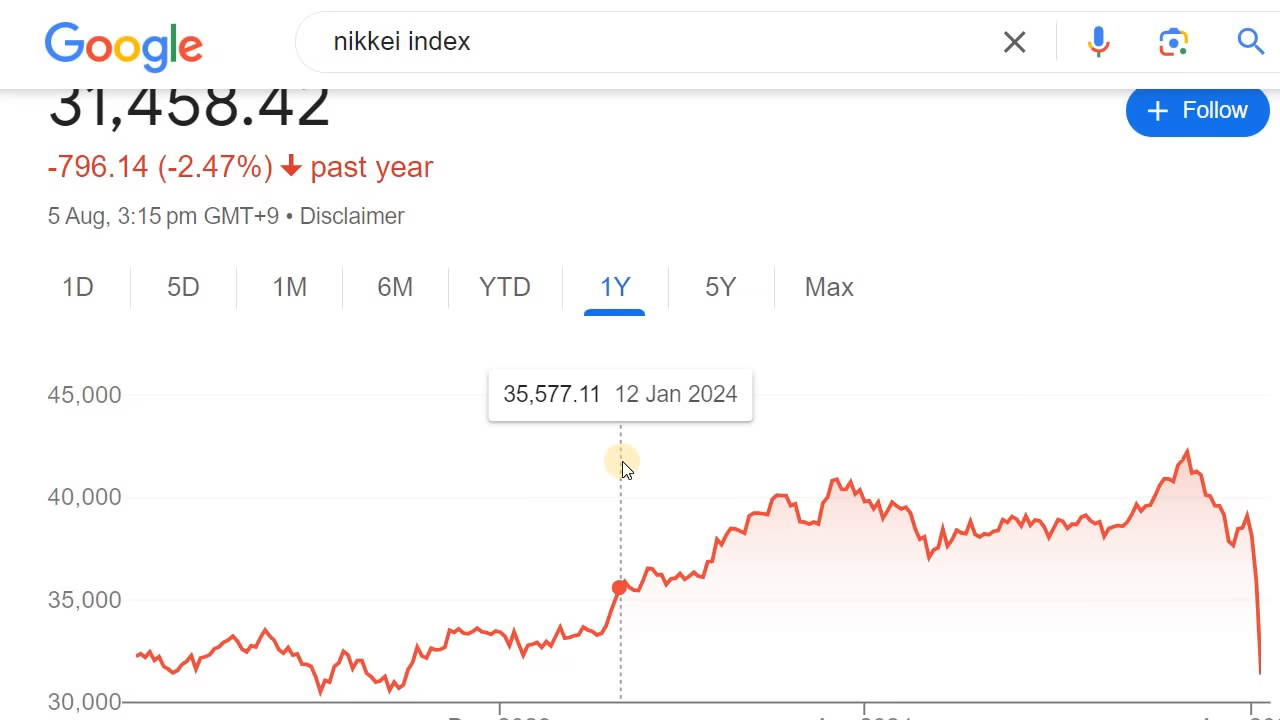 Google
nikkei index
31,458.42
+ Follow
-796.14 (-2.47%) ↓ past year
5 Aug, 3:15 pm GMT+9 • Disclaimer
1D 5D 1M 6M YTD 1Y 5Y Max
35,577.11 12 Jan 2024
45,000
40,000
35,000
30,000